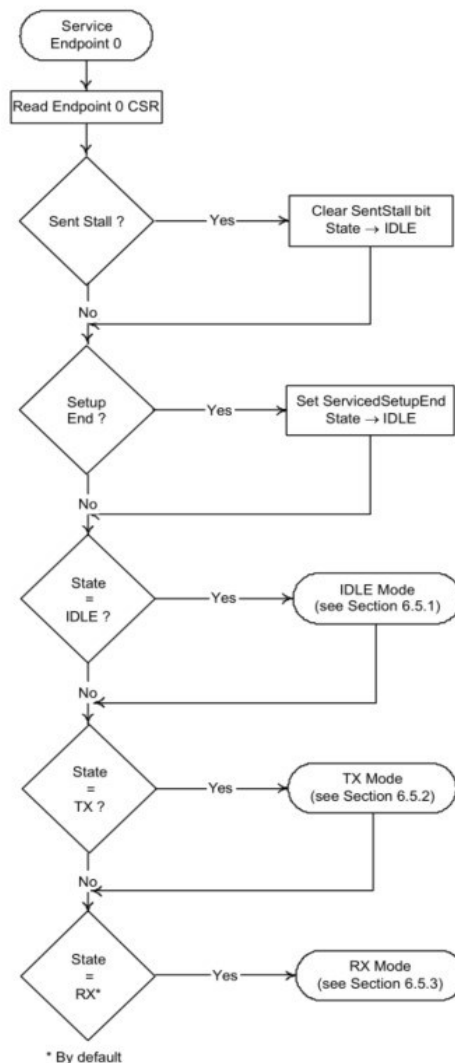 Service
Endpoint 0
Read Endpoint 0 CSR
Sent Stall ?
Yes
Clear SentStall bit
State → IDLE
No
Setup
End ?
Yes
Set ServicedSetupEnd
State → IDLE
No
State
=
IDLE ?
Yes
IDLE Mode
(see Section 6.5.1)
No
State
=
TX ?
Yes
TX Mode
(see Section 6.5.2)
No
State
=
RX*
Yes
RX Mode
(see Section 6.5.3)
* By default